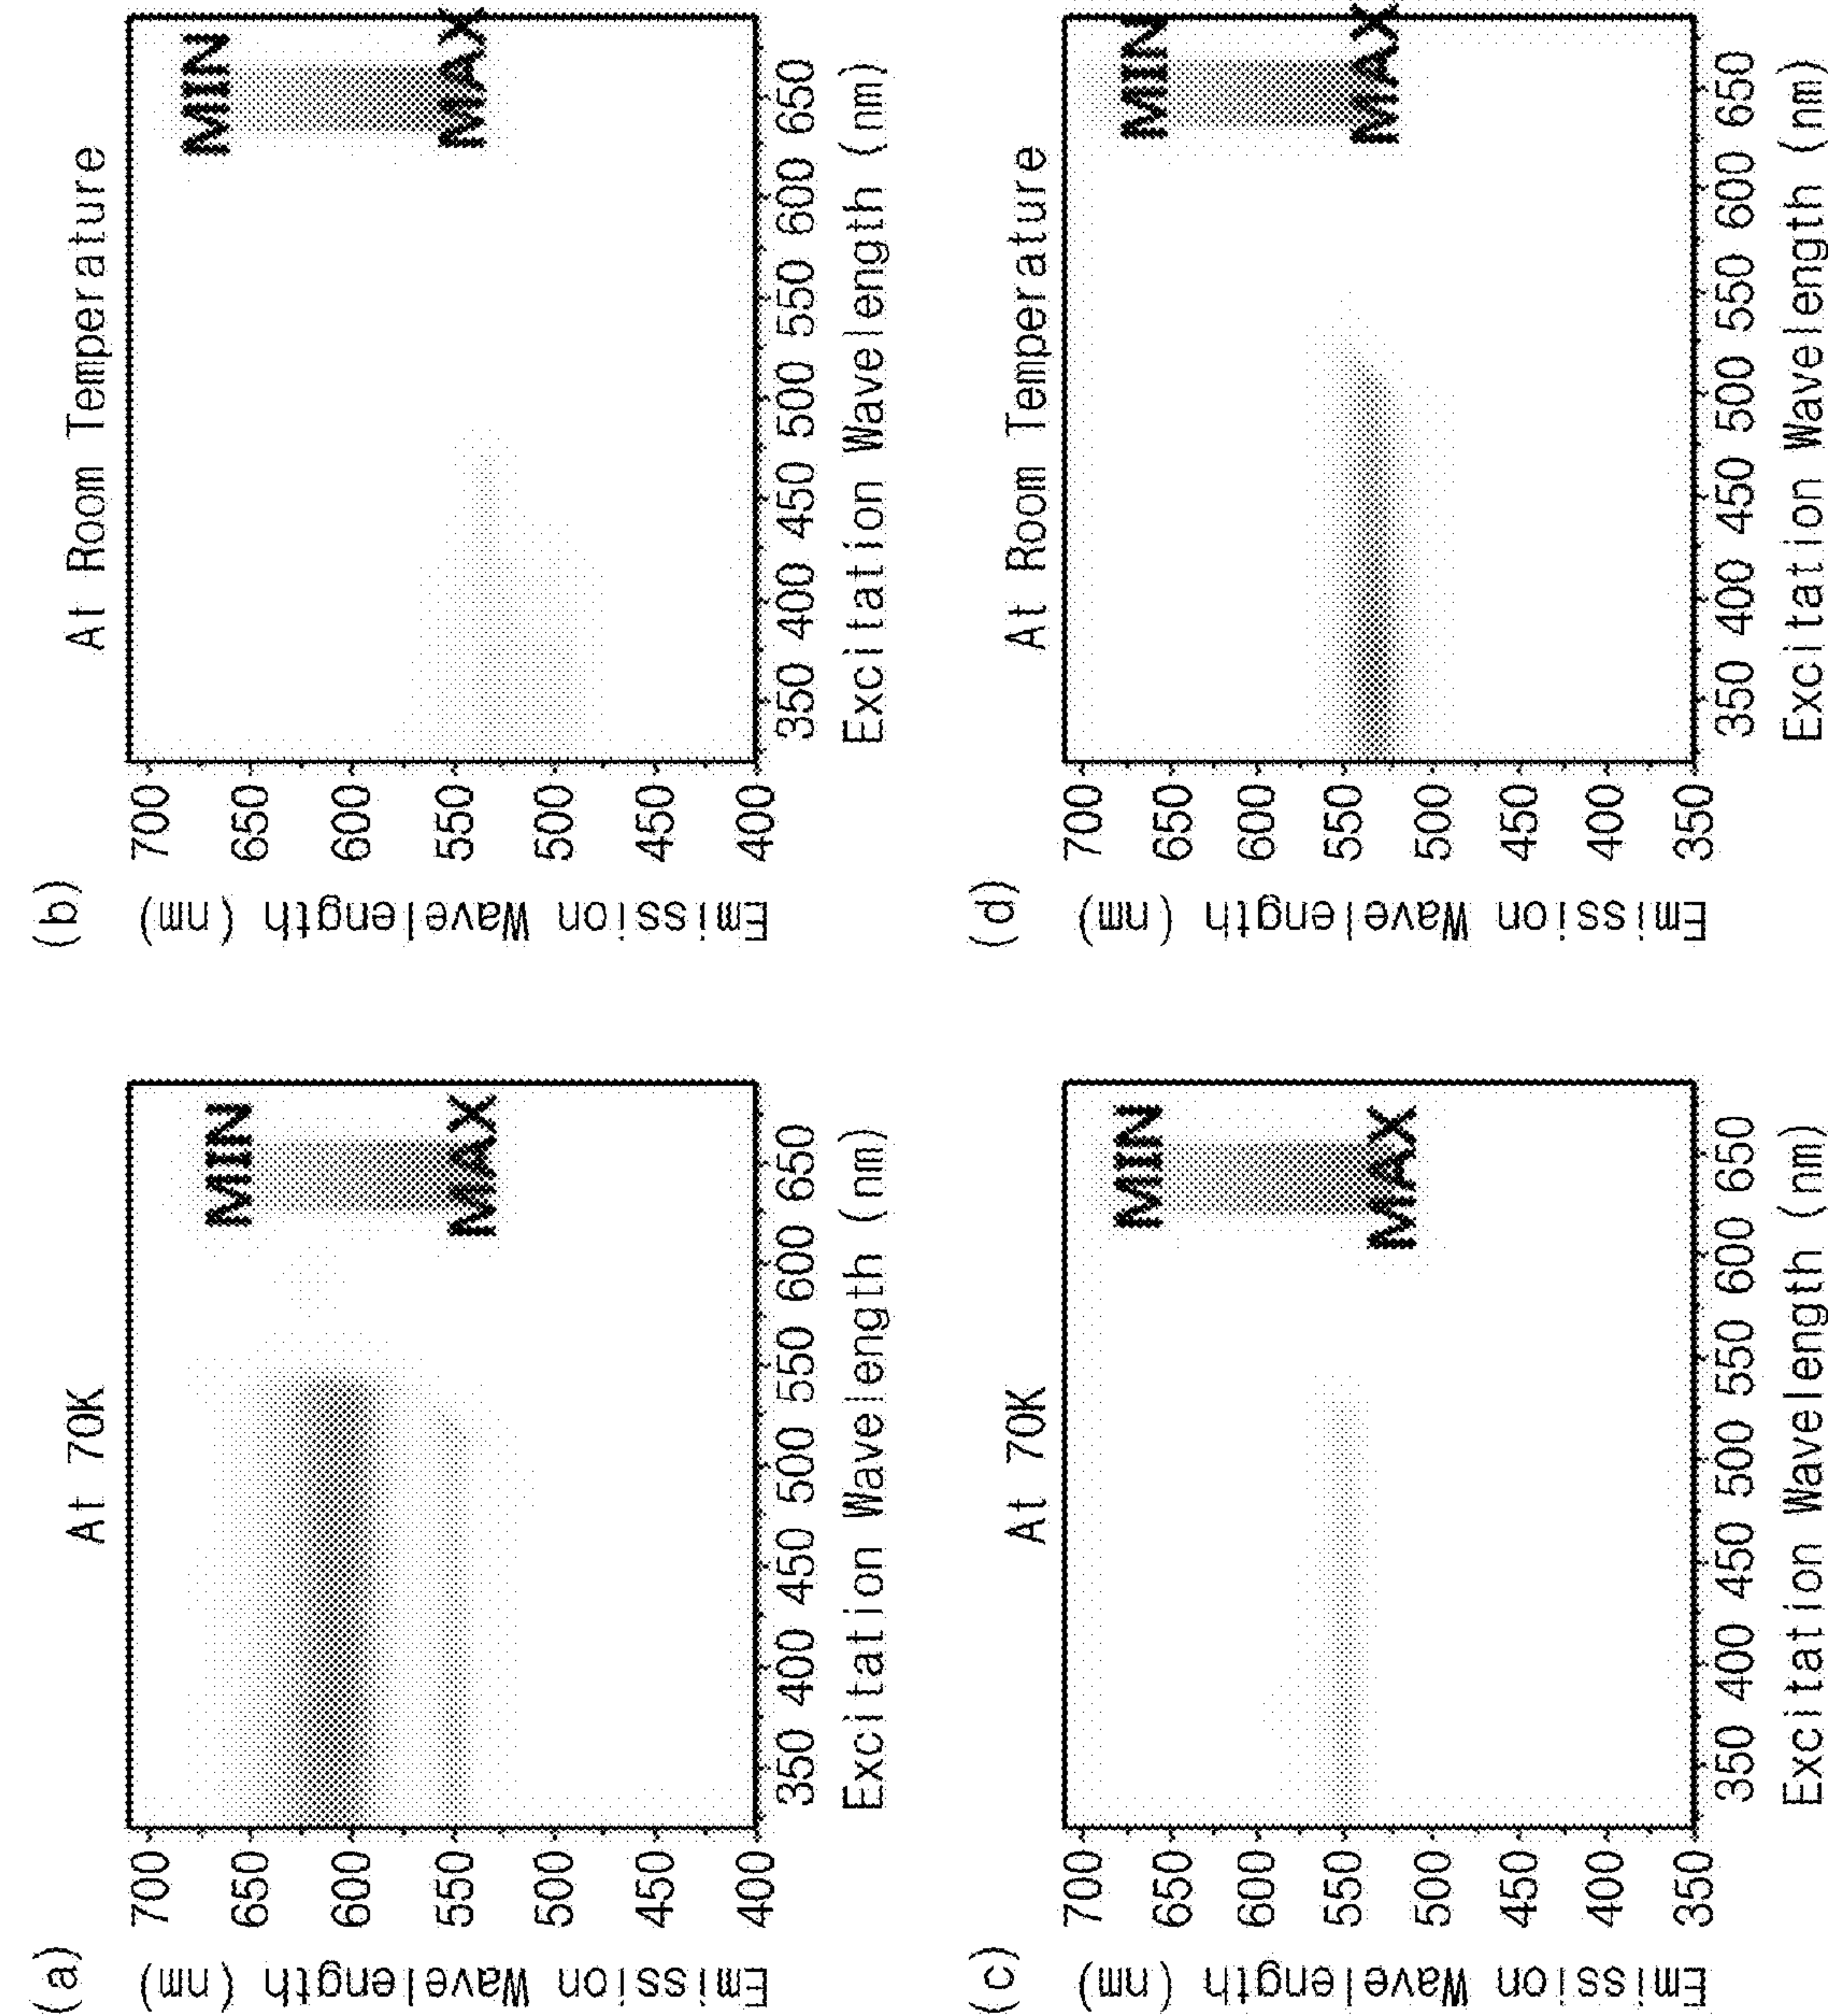 (a)
At 70K
Emission Wavelength (nm)
700
650
600
550
500
450
400
MIN
MAX
350 400 450 500 550 600 650
Excitation Wavelength (nm)
(b)
At Room Temperature
Emission Wavelength (nm)
700
650
600
550
500
450
400
MIN
MAX
350 400 450 500 550 600 650
Excitation Wavelength (nm)
(c)
At 70K
Emission Wavelength (nm)
700
650
600
550
500
450
400
350
MIN
MAX
350 400 450 500 550 600 650
Excitation Wavelength (nm)
(d)
At Room Temperature
Emission Wavelength (nm)
700
650
600
550
500
450
400
350
MIN
MAX
350 400 450 500 550 600 650
Excitation Wavelength (nm)